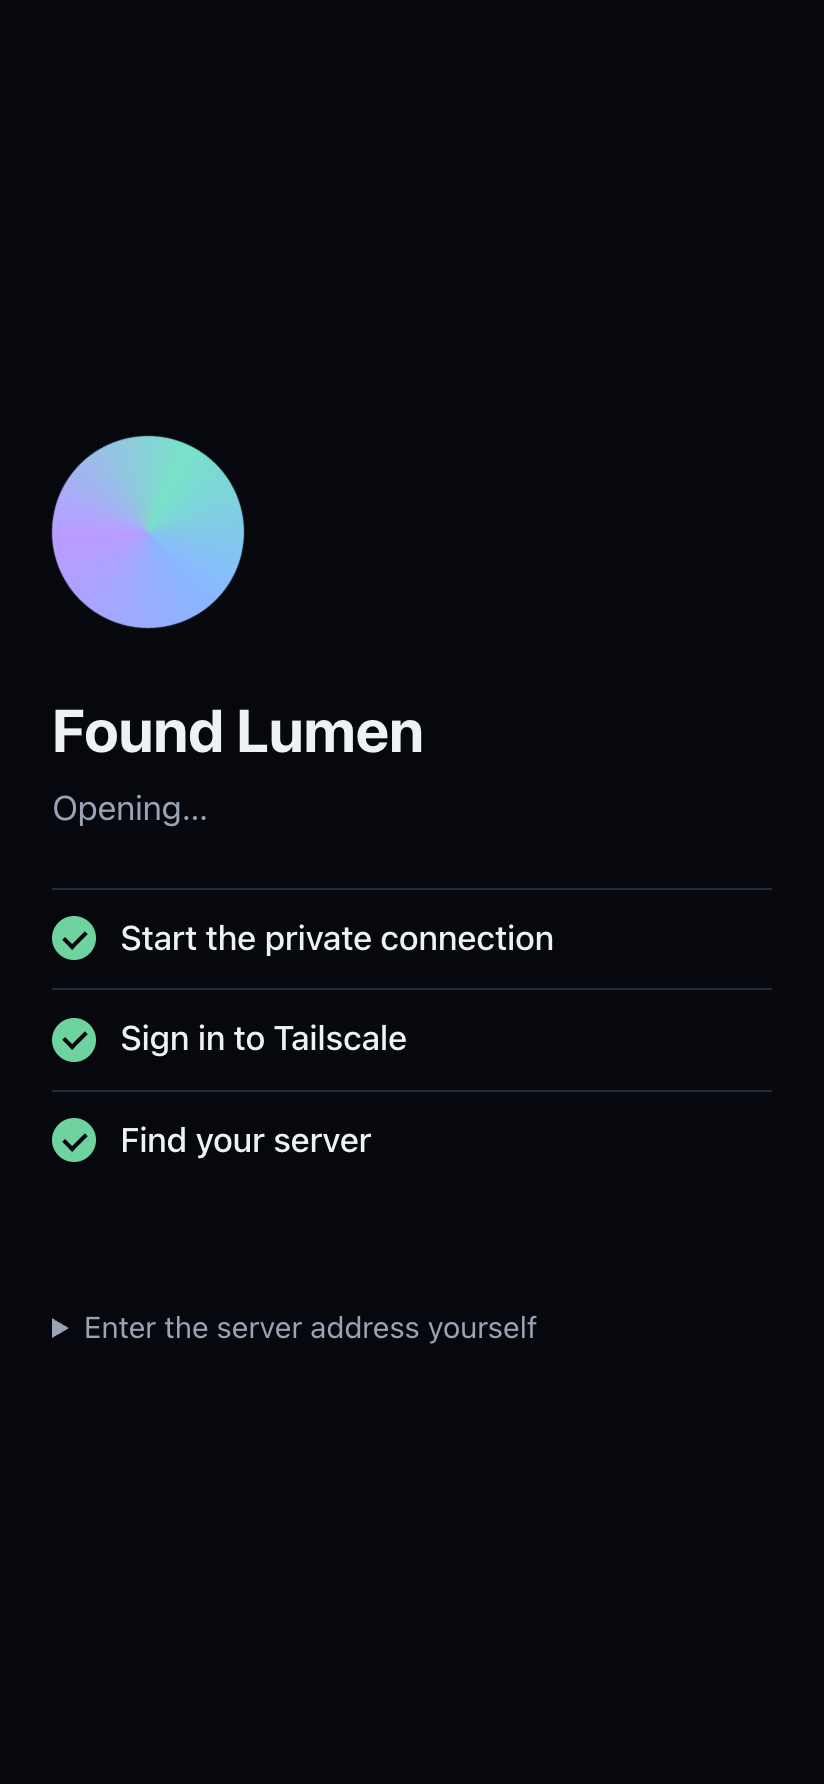 Found Lumen
Opening...
Start the private connection
Sign in to Tailscale
Find your server
Enter the server address yourself